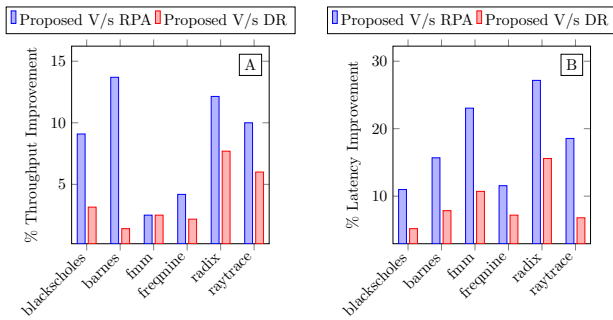 Proposed V/s RPA Proposed V/s DR
A
15
10
5
% Throughput Improvement
blackscholes
barnes
fmm
freqmine
radix
raytrace
Proposed V/s RPA Proposed V/s DR
B
30
20
10
% Latency Improvement
blackscholes
barnes
fmm
freqmine
radix
raytrace